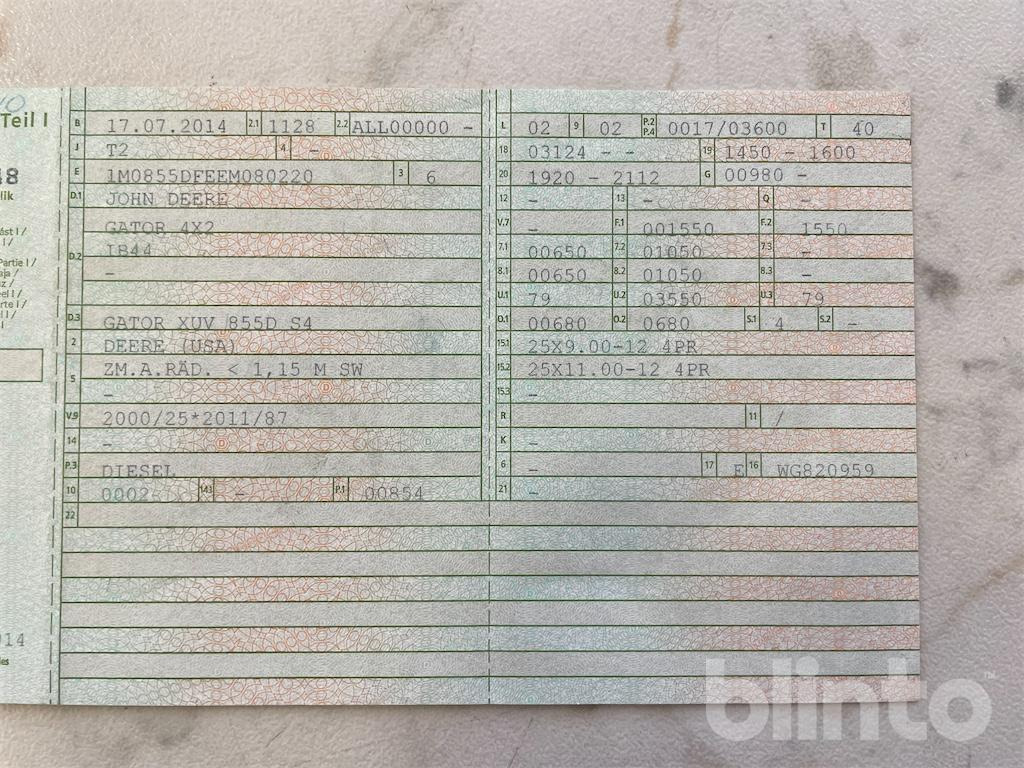 Teil I
B 17.07.2014 2.1 1128 2.2 ALL00000 -
J T2 4 -
E 1M0855DFEEM080220 3 6
D.1 JOHN DEERE
GATOR 4X2
D.2 IB44
-
D.3 GATOR XUV 855D S4
2 DEERE (USA)
5 ZM.A.RÄD. < 1,15 M SW
-
V.9 2000/25*2011/87
14 -
P.3 DIESEL
10 0002 14.1 - P.1 00854
22
L 02 9 02 P.2 P.4 0017/03600 T 40
18 03124 - - 19 1450 - 1600
20 1920 - 2112 G 00980 -
12 - 13 - Q -
V.7 - F.1 001550 F.2 1550
7.1 00650 7.2 01050 7.3 -
8.1 00650 8.2 01050 8.3 -
U.1 79 U.2 03550 U.3 79
O.1 00680 O.2 0680 S.1 4 S.2 -
15.1 25X9.00-12 4PR
15.2 25X11.00-12 4PR
15.3 -
R 11 /
K -
6 - 17 E 16 WG820959
21 -
blinto™